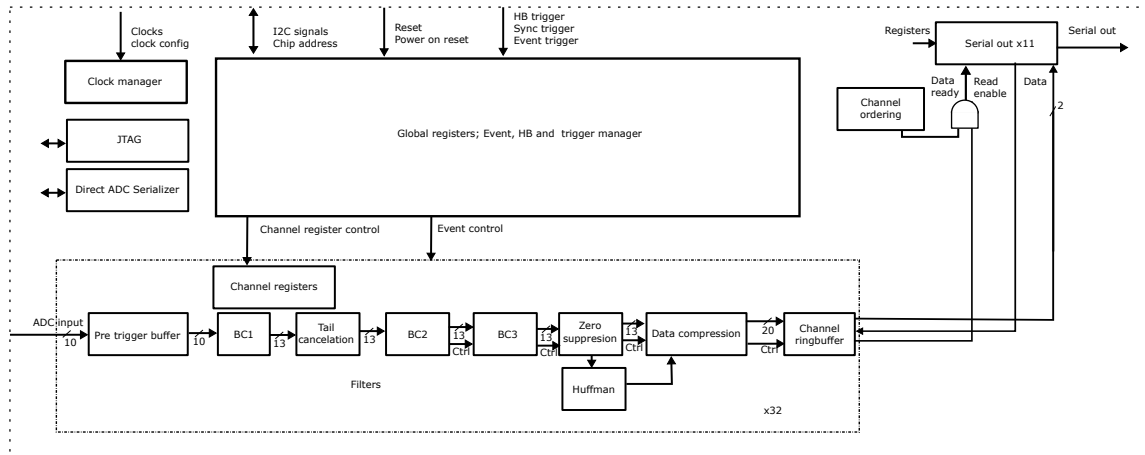 Clocks
clock config
I2C signals
Chip address
Reset
Power on reset
HB trigger
Sync trigger
Event trigger
Registers
Serial out x11
Serial out
Clock manager
Data
ready
Read
enable
Data
Channel
ordering
2
JTAG
Global registers; Event, HB and trigger manager
Direct ADC Serializer
Channel register control
Event control
Channel registers
ADC input
10
Pre trigger buffer
10
BC1
13
Tail
cancelation
13
BC2
13
Ctrl
BC3
13
Ctrl
Zero
suppresion
13
Ctrl
Data compression
20
Ctrl
Channel
ringbuffer
Filters
Huffman
x32